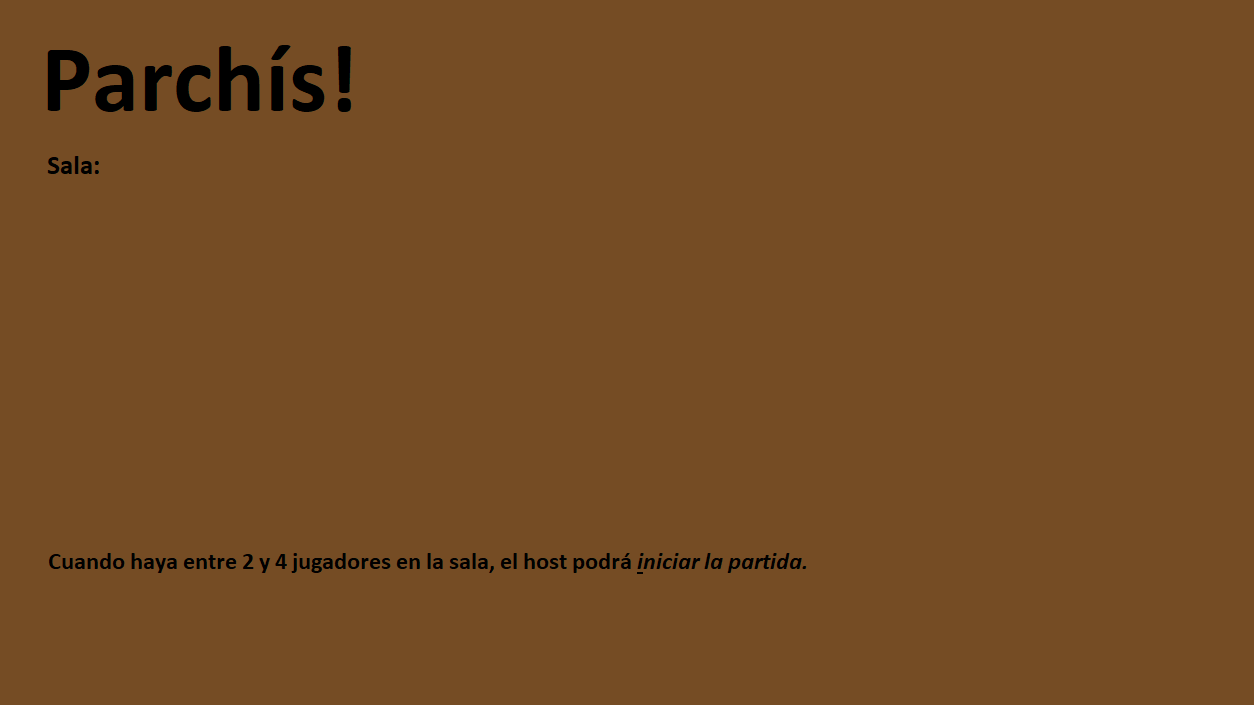 Parchís!
Sala:
Cuando haya entre 2 y 4 jugadores en la sala, el host podrá iniciar la partida.